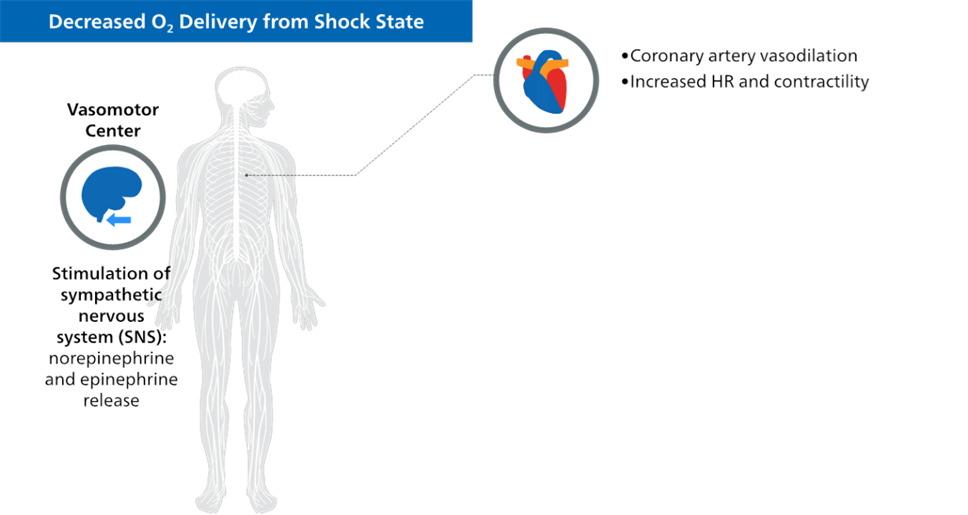 Decreased O₂ Delivery from Shock State
•Coronary artery vasodilation
•Increased HR and contractility
Vasomotor
Center
Stimulation of
sympathetic
nervous
system (SNS):
norepinephrine
and epinephrine
release